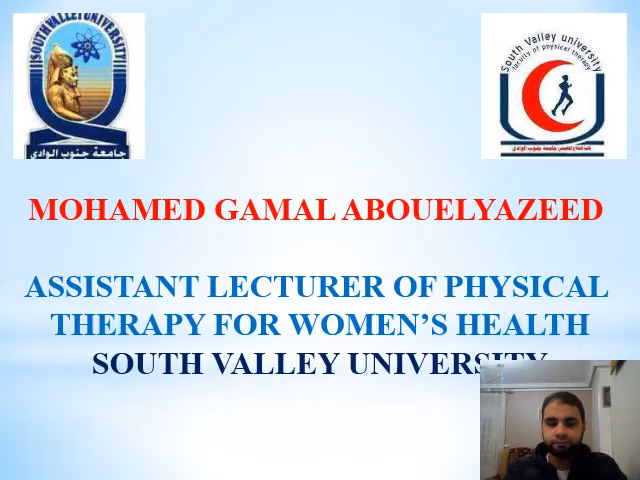 SOUTH VALLEY UNIVERSITY
جامعة جنوب الوادي
South Valley university
faculty of physical therapy
MOHAMED GAMAL ABOUELYAZEED
ASSISTANT LECTURER OF PHYSICAL
THERAPY FOR WOMEN’S HEALTH
SOUTH VALLEY UNIVERSITY